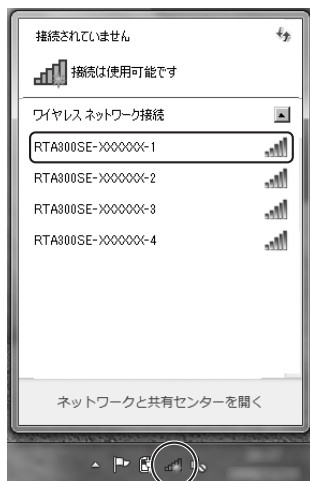 接続されていません
接続は使用可能です
ワイヤレス ネットワーク接続
RTA300SE-XXXXXX-1
RTA300SE-XXXXXX-2
RTA300SE-XXXXXX-3
RTA300SE-XXXXXX-4
ネットワークと共有センターを開く